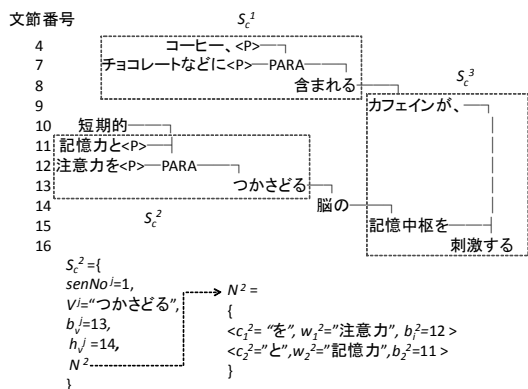 文節番号
S_c^1
4 コーヒー、<P>
7 チョコレートなどに<P> PARA
8 含まれる
S_c^3
9 カフェインが、
10 短期的
11 記憶力と<P>
12 注意力を<P> PARA
13 つかさどる
14 脳の
S_c^2
15 記憶中枢を
16 刺激する
S_c^2={
senNo^j=1,
V^j="つかさどる",
b_v^j=13,
h_v^j=14,
N^2
}
N^2 =
{
<c_1^2= "を", w_1^2="注意力", b_i^2=12 >
<c_2^2="と",w_2^2="記憶力",b_2^2=11 >
}